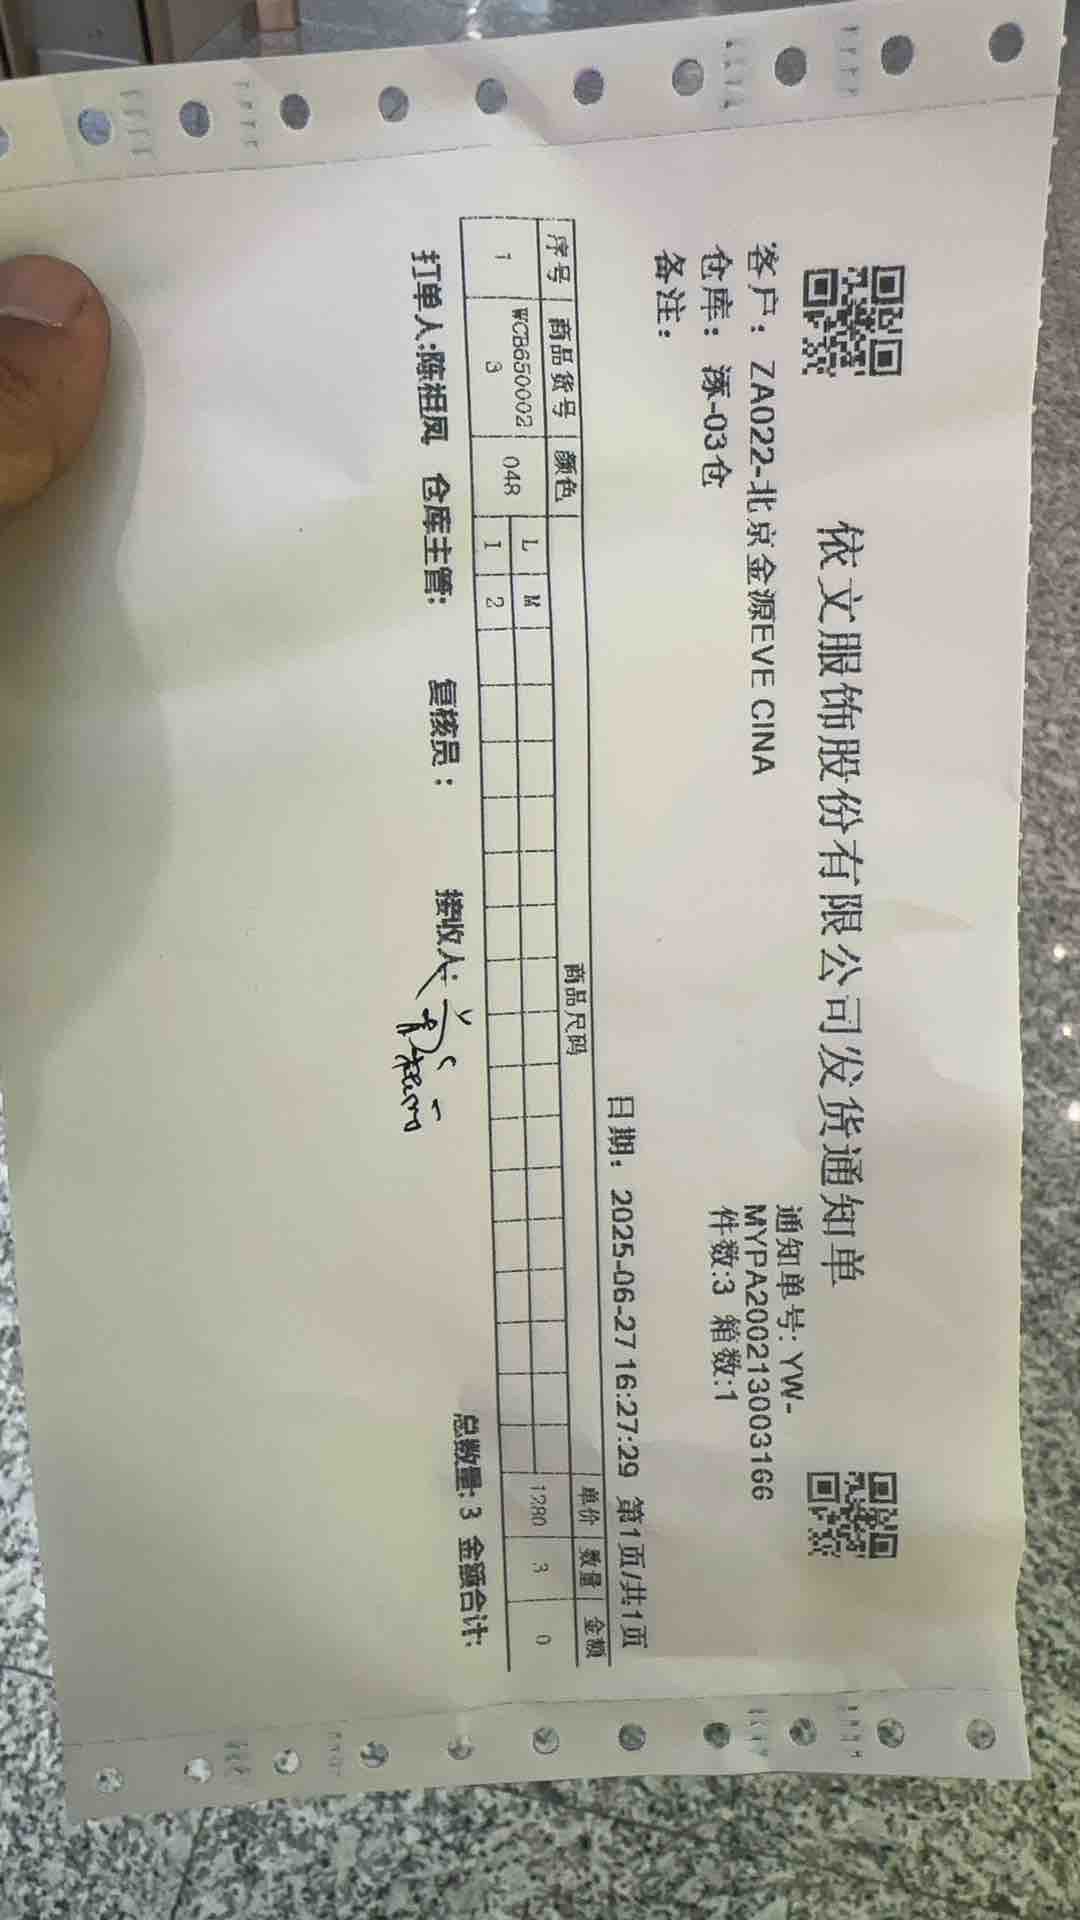 依文服饰股份有限公司发货通知单
通知单号: YW-
MYPA200213003166
客户：ZA022-北京金源EVE CINA
件数:3 箱数:1
仓库：涿-03仓
备注：
日期：2025-06-27 16:27:29 第1页/共1页
序号 商品货号 颜色 商品尺码 单价 数量 金额
L M
1 WCB650002 048 1280 3 0
3 1 2
打单人:陈祖凤 仓库主管: 复核员： 接收人: 总数量: 3 金额合计: